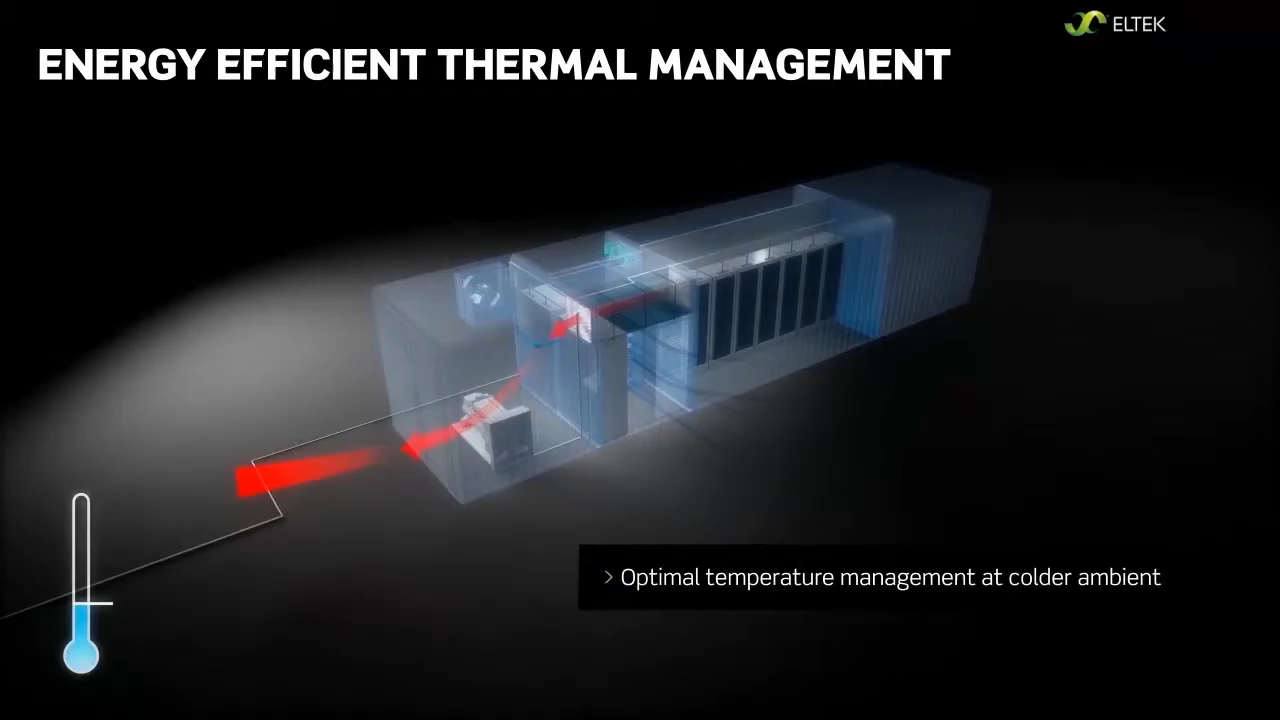 ELTEK
ENERGY EFFICIENT THERMAL MANAGEMENT
> Optimal temperature management at colder ambient